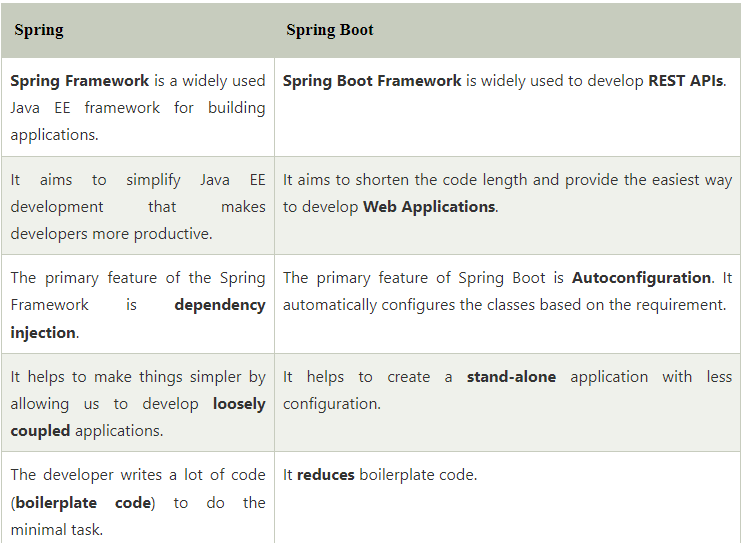 Spring
Spring Boot
Spring Framework is a widely used
Java EE framework for building
applications.
Spring Boot Framework is widely used to develop REST APIs.
It aims to simplify Java EE
development that makes
developers more productive.
It aims to shorten the code length and provide the easiest way
to develop Web Applications.
The primary feature of the Spring
Framework is dependency
injection.
The primary feature of Spring Boot is Autoconfiguration. It
automatically configures the classes based on the requirement.
It helps to make things simpler by
allowing us to develop loosely
coupled applications.
It helps to create a stand-alone application with less
configuration.
The developer writes a lot of code
(boilerplate code) to do the
minimal task.
It reduces boilerplate code.